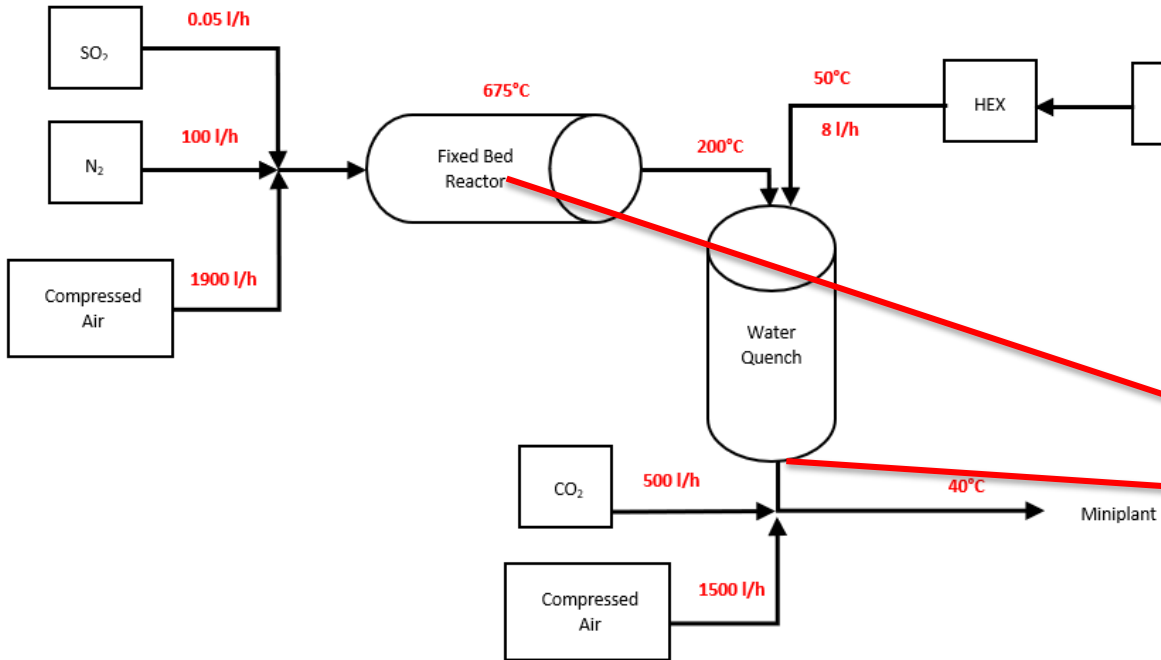 0.05 l/h
SO₂
675°C
50°C
HEX
8 l/h
100 l/h
N₂
Fixed Bed
Reactor
200°C
1900 l/h
Compressed
Air
Water
Quench
CO₂
500 l/h
40°C
Miniplant
1500 l/h
Compressed
Air